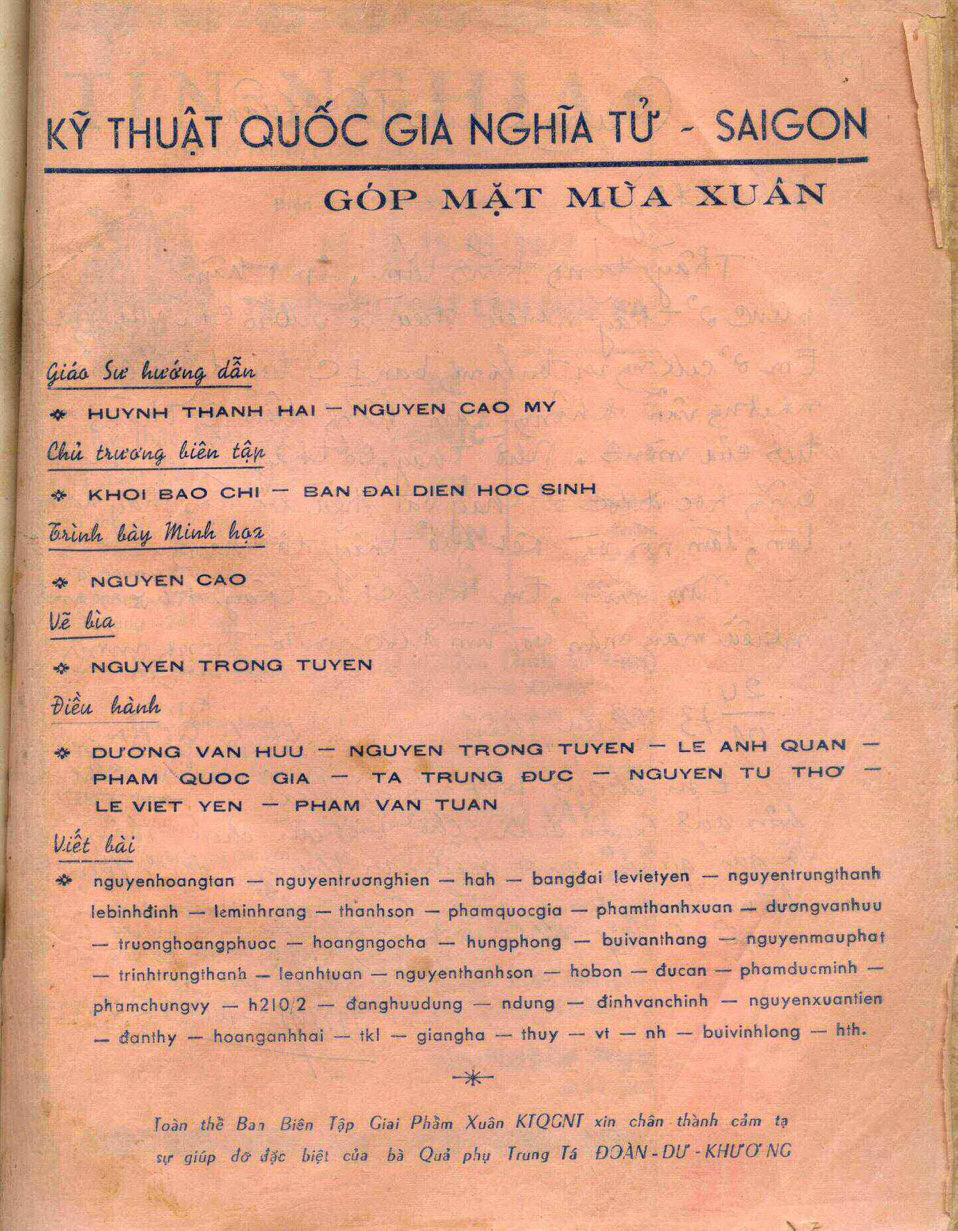 KỸ THUẬT QUỐC GIA NGHĨA TỬ - SAIGON
GÓP MẶT MÙA XUÂN
Giáo Sư hướng dẫn
HUYNH THANH HAI — NGUYEN CAO MY
Chủ trương biên tập
KHOI BAO CHI — BAN ĐAI DIEN HOC SINH
Trình bày Minh họa
NGUYEN CAO
Vẽ bìa
NGUYEN TRONG TUYEN
Điều hành
DƯƠNG VAN HUU — NGUYEN TRONG TUYEN — LE ANH QUAN —
PHAM QUOC GIA — TA TRUNG ĐƯC — NGUYEN TU THƠ —
LE VIET YEN — PHAM VAN TUAN
Viết bài
nguyenhoangtan — nguyentrươnghien — hah — bangđai levietyen — nguyentrungthanh
lebinhđinh — leminhrang — thanhson — phamquocgia — phamthanhxuan — dươngvanhuu
— truonghoangphuoc — hoangngocha — hungphong — buivanthang — nguyenmauphat
— trinhtrungthanh — leanhtuan — nguyenthanhson — hobon — đucan — phamducminh —
phamchungvy — h210/2 — đanghuudung — ndung — đinhvanchinh — nguyenxuantien
— đanthy — hoanganhhai — tkl — giangha — thuy — vt — nh — buivinhlong — hth.
Toàn thể Ban Biên Tập Giai Phẩm Xuân KTQGNT xin chân thành cảm tạ
sự giúp đỡ đặc biệt của bà Quả phụ Trung Tá ĐOÀN-DƯ-KHƯƠNG